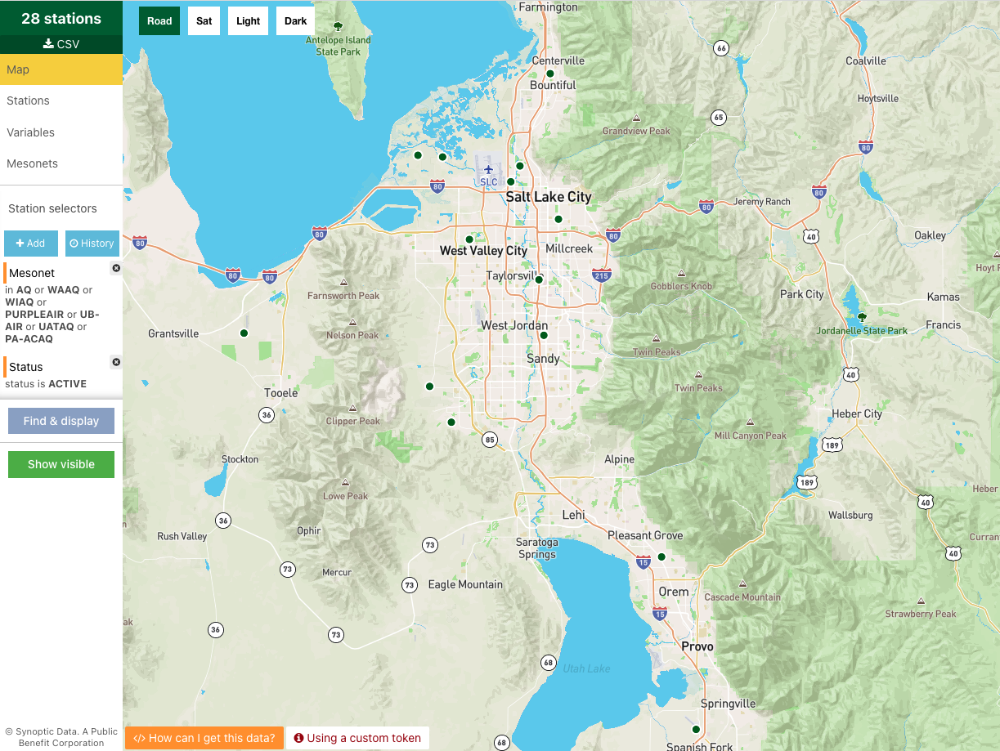 28 stations
CSV
Map
Stations
Variables
Mesonets
Station selectors
Add
History
Mesonet
in AQ or WAAQ or
WIAQ or
PURPLEAIR or UB-
AIR or UATAQ or
PA-ACAQ
Status
status is ACTIVE
Find & display
Show visible
© Synoptic Data. A Public
Benefit Corporation
Road
Sat
Light
Dark
Farmington
Antelope Island
State Park
66
Centerville
Coalville
Bountiful
Hoytsville
65
Grandview Peak
80
SLC
80
80
Salt Lake City
80
Jeremy Ranch
80
80
80
40
Oakley
West Valley City
Millcreek
Hoyt
80
80
Taylorsville
215
Gobblers Knob
Farnsworth Peak
Park City
Kamas
Nelson Peak
West Jordan
Jordanelle State Park
Francis
Grantsville
Twin Peaks
Sandy
40
Tooele
Twin Peaks
36
Clipper Peak
Heber City
85
Mill Canyon Peak
189
Stockton
Alpine
189
Lowe Peak
Heber
40
36
Lehi
Wallsburg
Ophir
Rush Valley
Pleasant Grove
Curran
73
Saratoga
Springs
40
15
73
Mercur
73
Eagle Mountain
Orem
Cascade Mountain
15
Strawberry Peak
ak
36
73
Provo
68
Utah Lake
Springville
68
Spanish Fork
How can I get this data?
Using a custom token